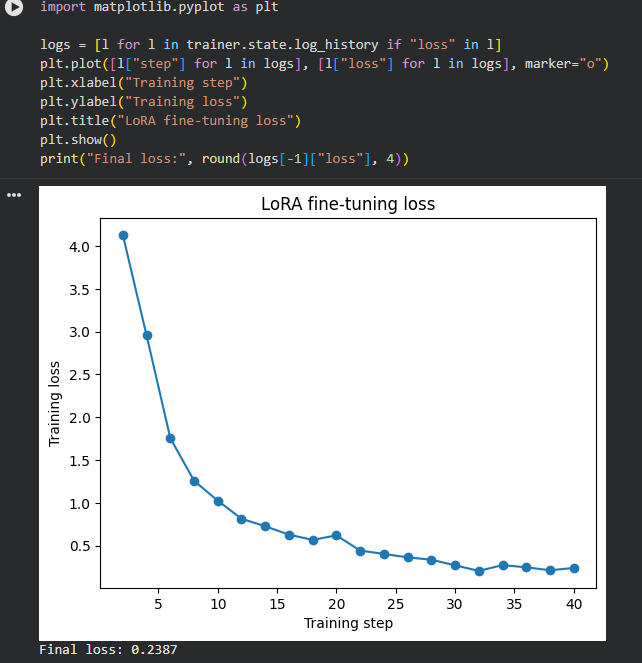 import matplotlib.pyplot as plt
logs = [l for l in trainer.state.log_history if "loss" in l]
plt.plot([l["step"] for l in logs], [l["loss"] for l in logs], marker="o")
plt.xlabel("Training step")
plt.ylabel("Training loss")
plt.title("LoRA fine-tuning loss")
plt.show()
print("Final loss:", round(logs[-1]["loss"], 4))
LoRA fine-tuning loss
Training loss
4.0
3.5
3.0
2.5
2.0
1.5
1.0
0.5
5 10 15 20 25 30 35 40
Training step
Final loss: 0.2387